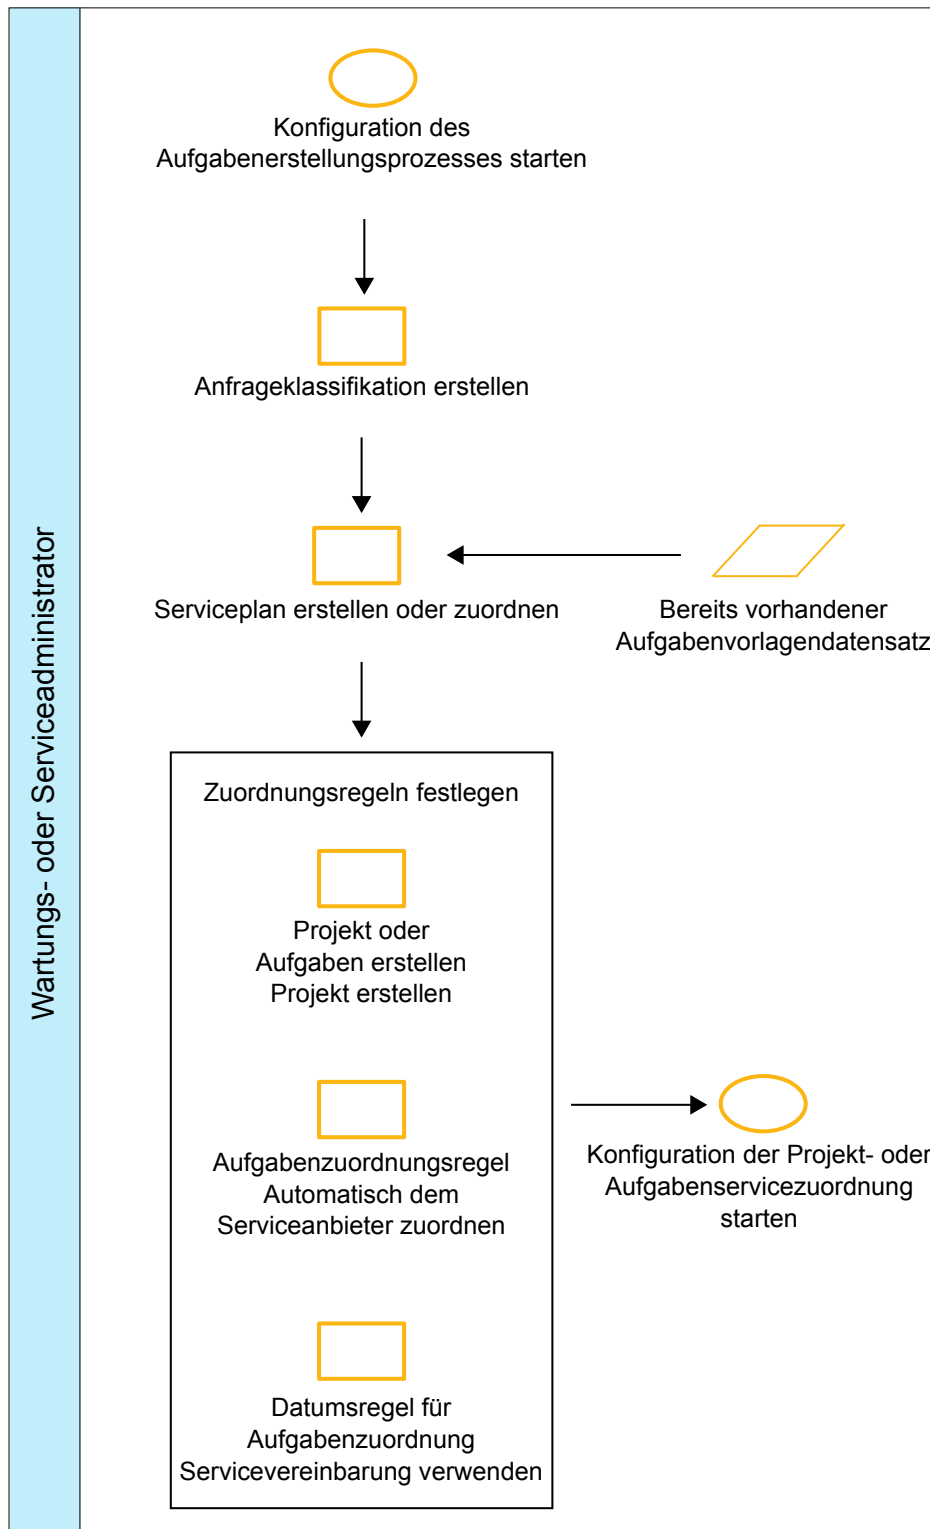 Wartungs- oder Serviceadministrator
Konfiguration des
Aufgabenerstellungsprozesses starten
Anfrageklassifikation erstellen
Serviceplan erstellen oder zuordnen
Bereits vorhandener
Aufgabenvorlagendatensatz
Zuordnungsregeln festlegen
Projekt oder
Aufgaben erstellen
Projekt erstellen
Aufgabenzuordnungsregel
Automatisch dem
Serviceanbieter zuordnen
Konfiguration der Projekt- oder
Aufgabenservicezuordnung
starten
Datumsregel für
Aufgabenzuordnung
Servicevereinbarung verwenden